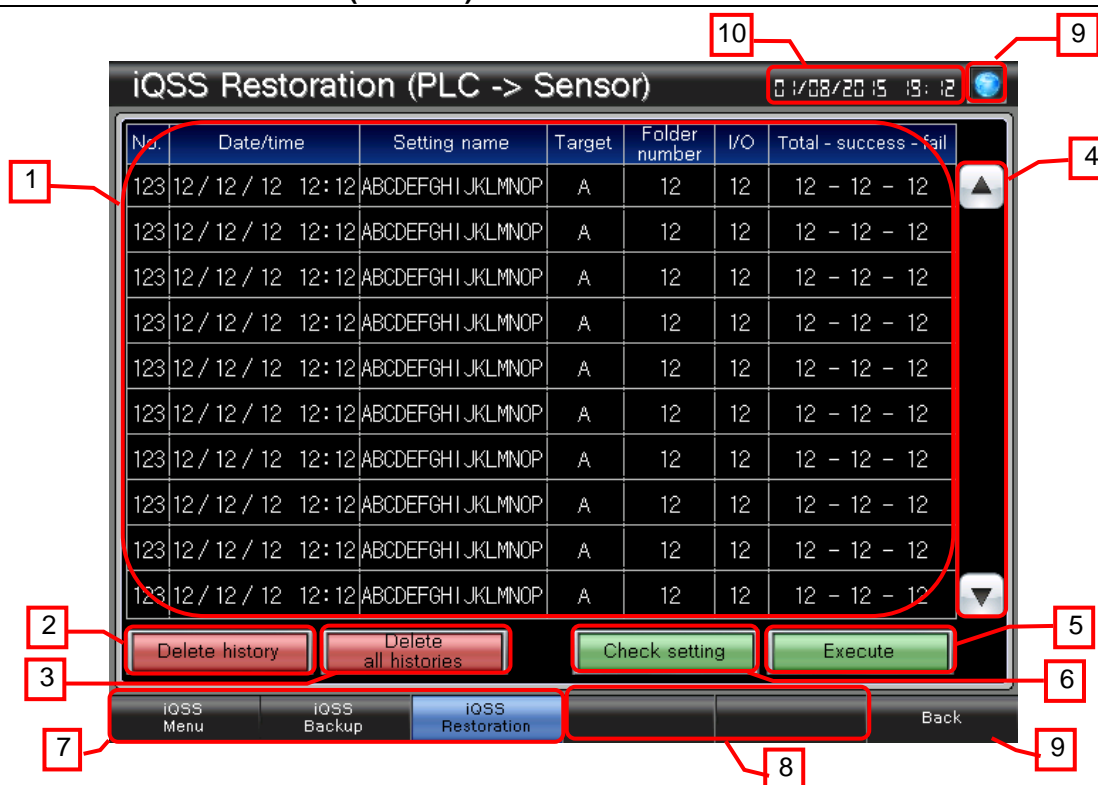 10
9
iQSS Restoration (PLC -> Sensor)
01/08/2015 19:12
No. Date/time Setting name Target Folder number I/O Total - success - fail
4
1
123 12/12/12 12:12 ABCDEFGHIJKLMNOP A 12 12 12 - 12 - 12
123 12/12/12 12:12 ABCDEFGHIJKLMNOP A 12 12 12 - 12 - 12
123 12/12/12 12:12 ABCDEFGHIJKLMNOP A 12 12 12 - 12 - 12
123 12/12/12 12:12 ABCDEFGHIJKLMNOP A 12 12 12 - 12 - 12
123 12/12/12 12:12 ABCDEFGHIJKLMNOP A 12 12 12 - 12 - 12
123 12/12/12 12:12 ABCDEFGHIJKLMNOP A 12 12 12 - 12 - 12
123 12/12/12 12:12 ABCDEFGHIJKLMNOP A 12 12 12 - 12 - 12
123 12/12/12 12:12 ABCDEFGHIJKLMNOP A 12 12 12 - 12 - 12
123 12/12/12 12:12 ABCDEFGHIJKLMNOP A 12 12 12 - 12 - 12
123 12/12/12 12:12 ABCDEFGHIJKLMNOP A 12 12 12 - 12 - 12
2
Delete history
Delete
all histories
Check setting
Execute
5
3
6
iQSS
Menu
iQSS
Backup
iQSS
Restoration
Back
7
8
9